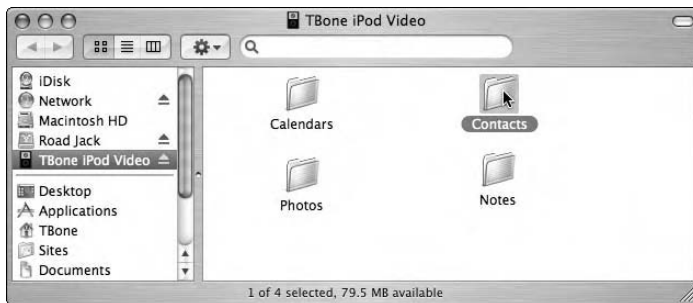 TBone iPod Video
iDisk
Network
Macintosh HD
Road Jack
TBone iPod Video
Desktop
Applications
TBone
Sites
Documents
Calendars
Contacts
Photos
Notes
1 of 4 selected, 79.5 MB available